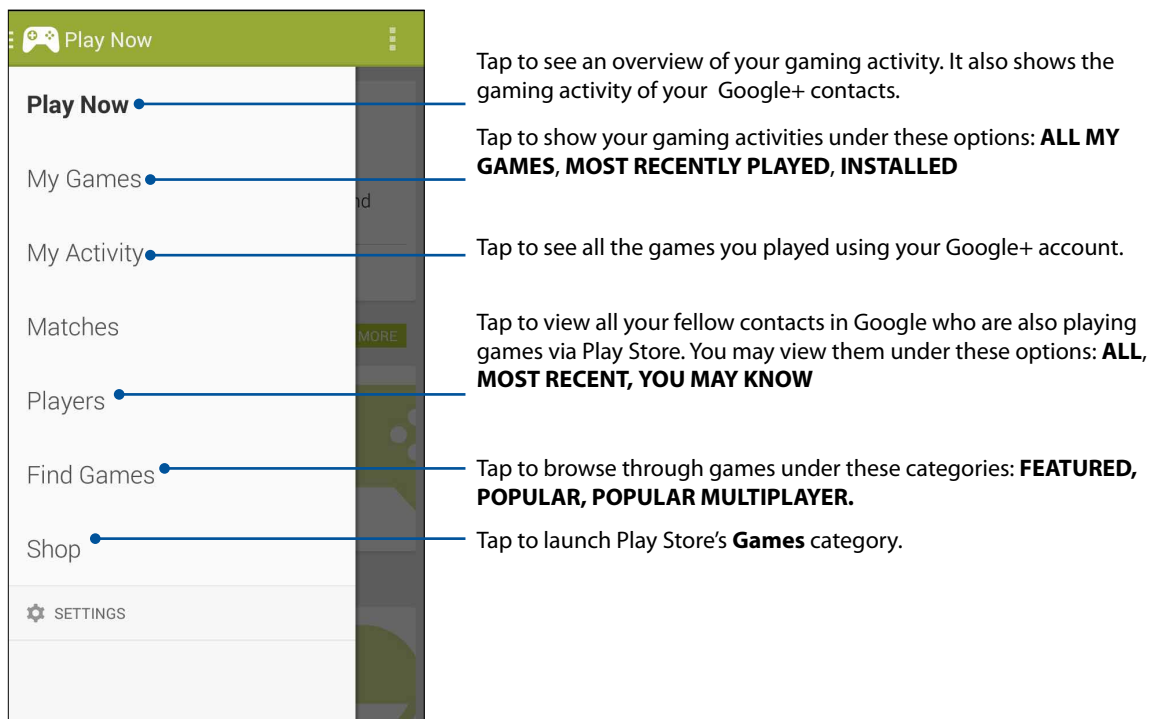 Play Now
Play Now
My Games
My Activity
Matches
Players
Find Games
Shop
SETTINGS
nd
MORE
Tap to see an overview of your gaming activity. It also shows the
gaming activity of your Google+ contacts.
Tap to show your gaming activities under these options: ALL MY
GAMES, MOST RECENTLY PLAYED, INSTALLED
Tap to see all the games you played using your Google+ account.
Tap to view all your fellow contacts in Google who are also playing
games via Play Store. You may view them under these options: ALL,
MOST RECENT, YOU MAY KNOW
Tap to browse through games under these categories: FEATURED,
POPULAR, POPULAR MULTIPLAYER.
Tap to launch Play Store’s Games category.